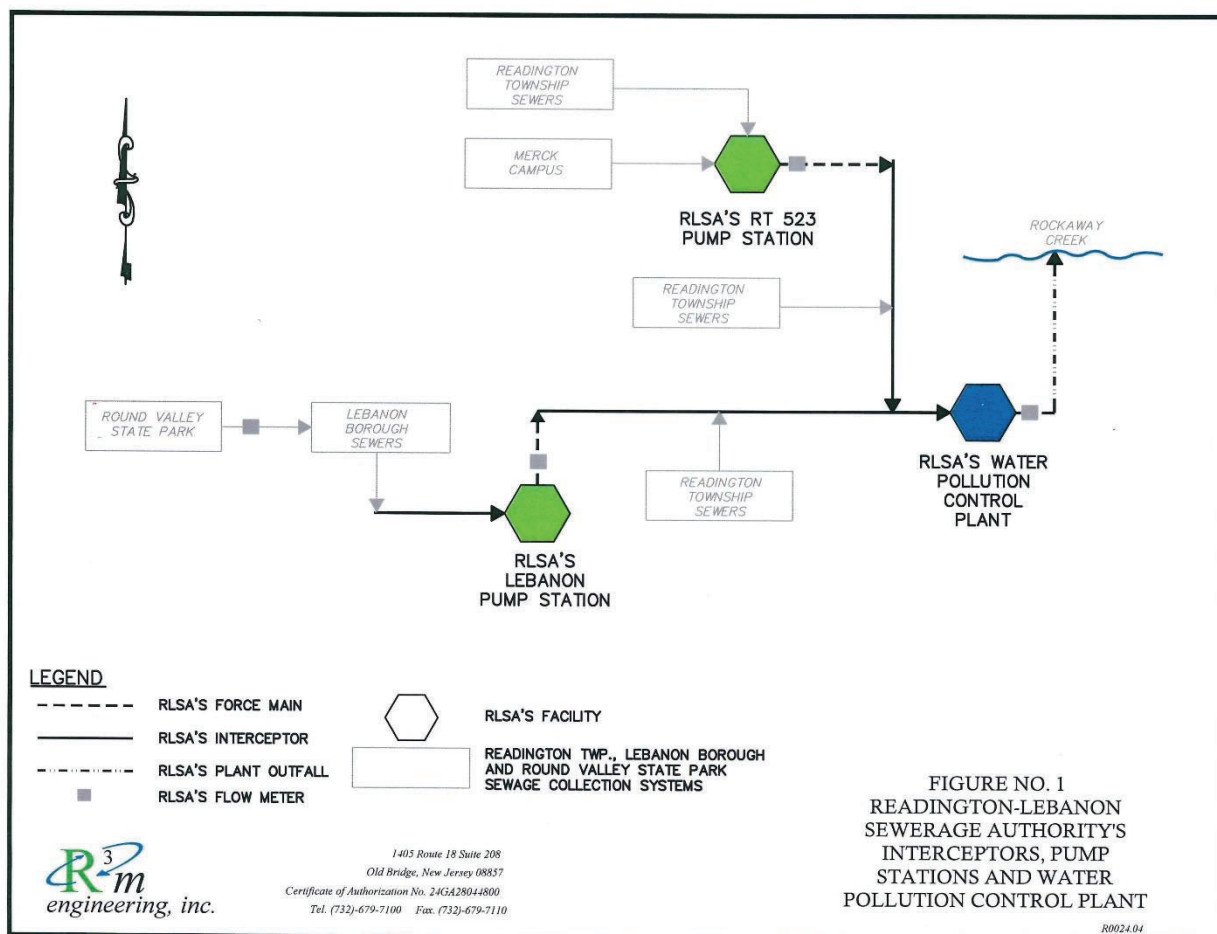 READINGTON
TOWNSHIP
SEWERS
MERCK
CAMPUS
RLSA'S RT 523
PUMP STATION
ROCKAWAY
CREEK
READINGTON
TOWNSHIP
SEWERS
ROUND VALLEY
STATE PARK
LEBANON
BOROUGH
SEWERS
READINGTON
TOWNSHIP
SEWERS
RLSA'S WATER
POLLUTION
CONTROL
PLANT
RLSA'S
LEBANON
PUMP STATION
LEGEND
RLSA'S FORCE MAIN
RLSA'S INTERCEPTOR
RLSA'S PLANT OUTFALL
RLSA'S FLOW METER
RLSA'S FACILITY
READINGTON TWP., LEBANON BOROUGH
AND ROUND VALLEY STATE PARK
SEWAGE COLLECTION SYSTEMS
FIGURE NO. 1
READINGTON-LEBANON
SEWERAGE AUTHORITY'S
INTERCEPTORS, PUMP
STATIONS AND WATER
POLLUTION CONTROL PLANT
R0024.04
R3m
engineering, inc.
1405 Route 18 Suite 208
Old Bridge, New Jersey 08857
Certificate of Authorization No. 24GA28044800
Tel. (732)-679-7100 Fax. (732)-679-7110